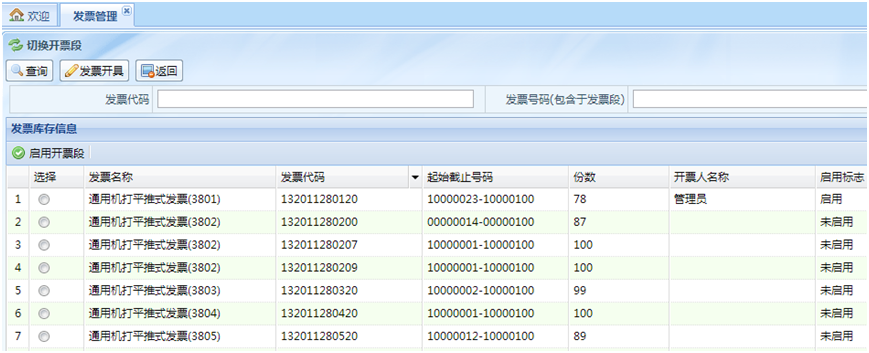 欢迎 发票管理
切换开票段
查询 发票开具 返回
发票代码 发票号码(包含于发票段)
发票库存信息
启用开票段
选择 发票名称 发票代码 起始截止号码 份数 开票人名称 启用标志
1 通用机打平推式发票(3801) 132011280120 10000023-10000100 78 管理员 启用
2 通用机打平推式发票(3802) 132011280200 00000014-00000100 87 未启用
3 通用机打平推式发票(3802) 132011280207 10000001-10000100 100 未启用
4 通用机打平推式发票(3802) 132011280209 10000001-10000100 100 未启用
5 通用机打平推式发票(3803) 132011280320 10000002-10000100 99 未启用
6 通用机打平推式发票(3804) 132011280420 10000001-10000100 100 未启用
7 通用机打平推式发票(3805) 132011280520 10000012-10000100 89 未启用